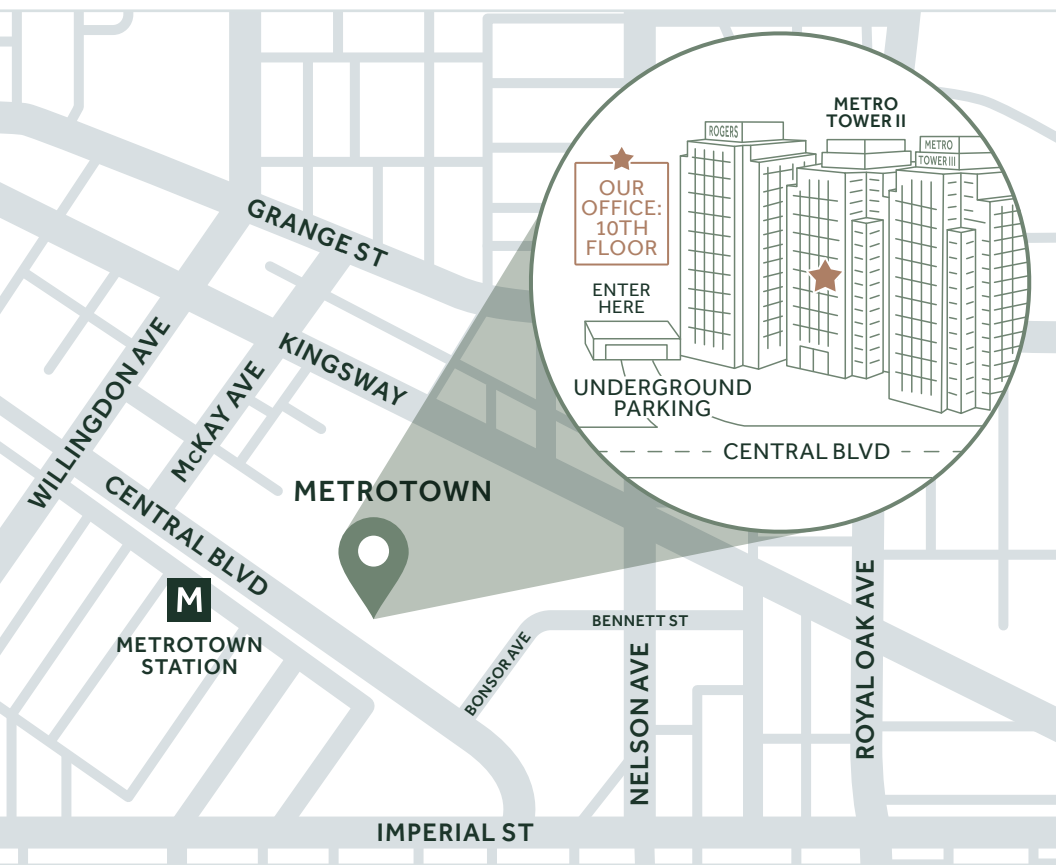 METRO
TOWER II
ROGERS
METRO
TOWER III
OUR
OFFICE:
10TH
FLOOR
ENTER
HERE
UNDERGROUND
PARKING
CENTRAL BLVD
GRANGE ST
KINGSWAY
WILLINGDON AVE
McKAY AVE
METROTOWN
CENTRAL BLVD
M
METROTOWN
STATION
BENNETT ST
BONSOR AVE
NELSON AVE
ROYAL OAK AVE
IMPERIAL ST